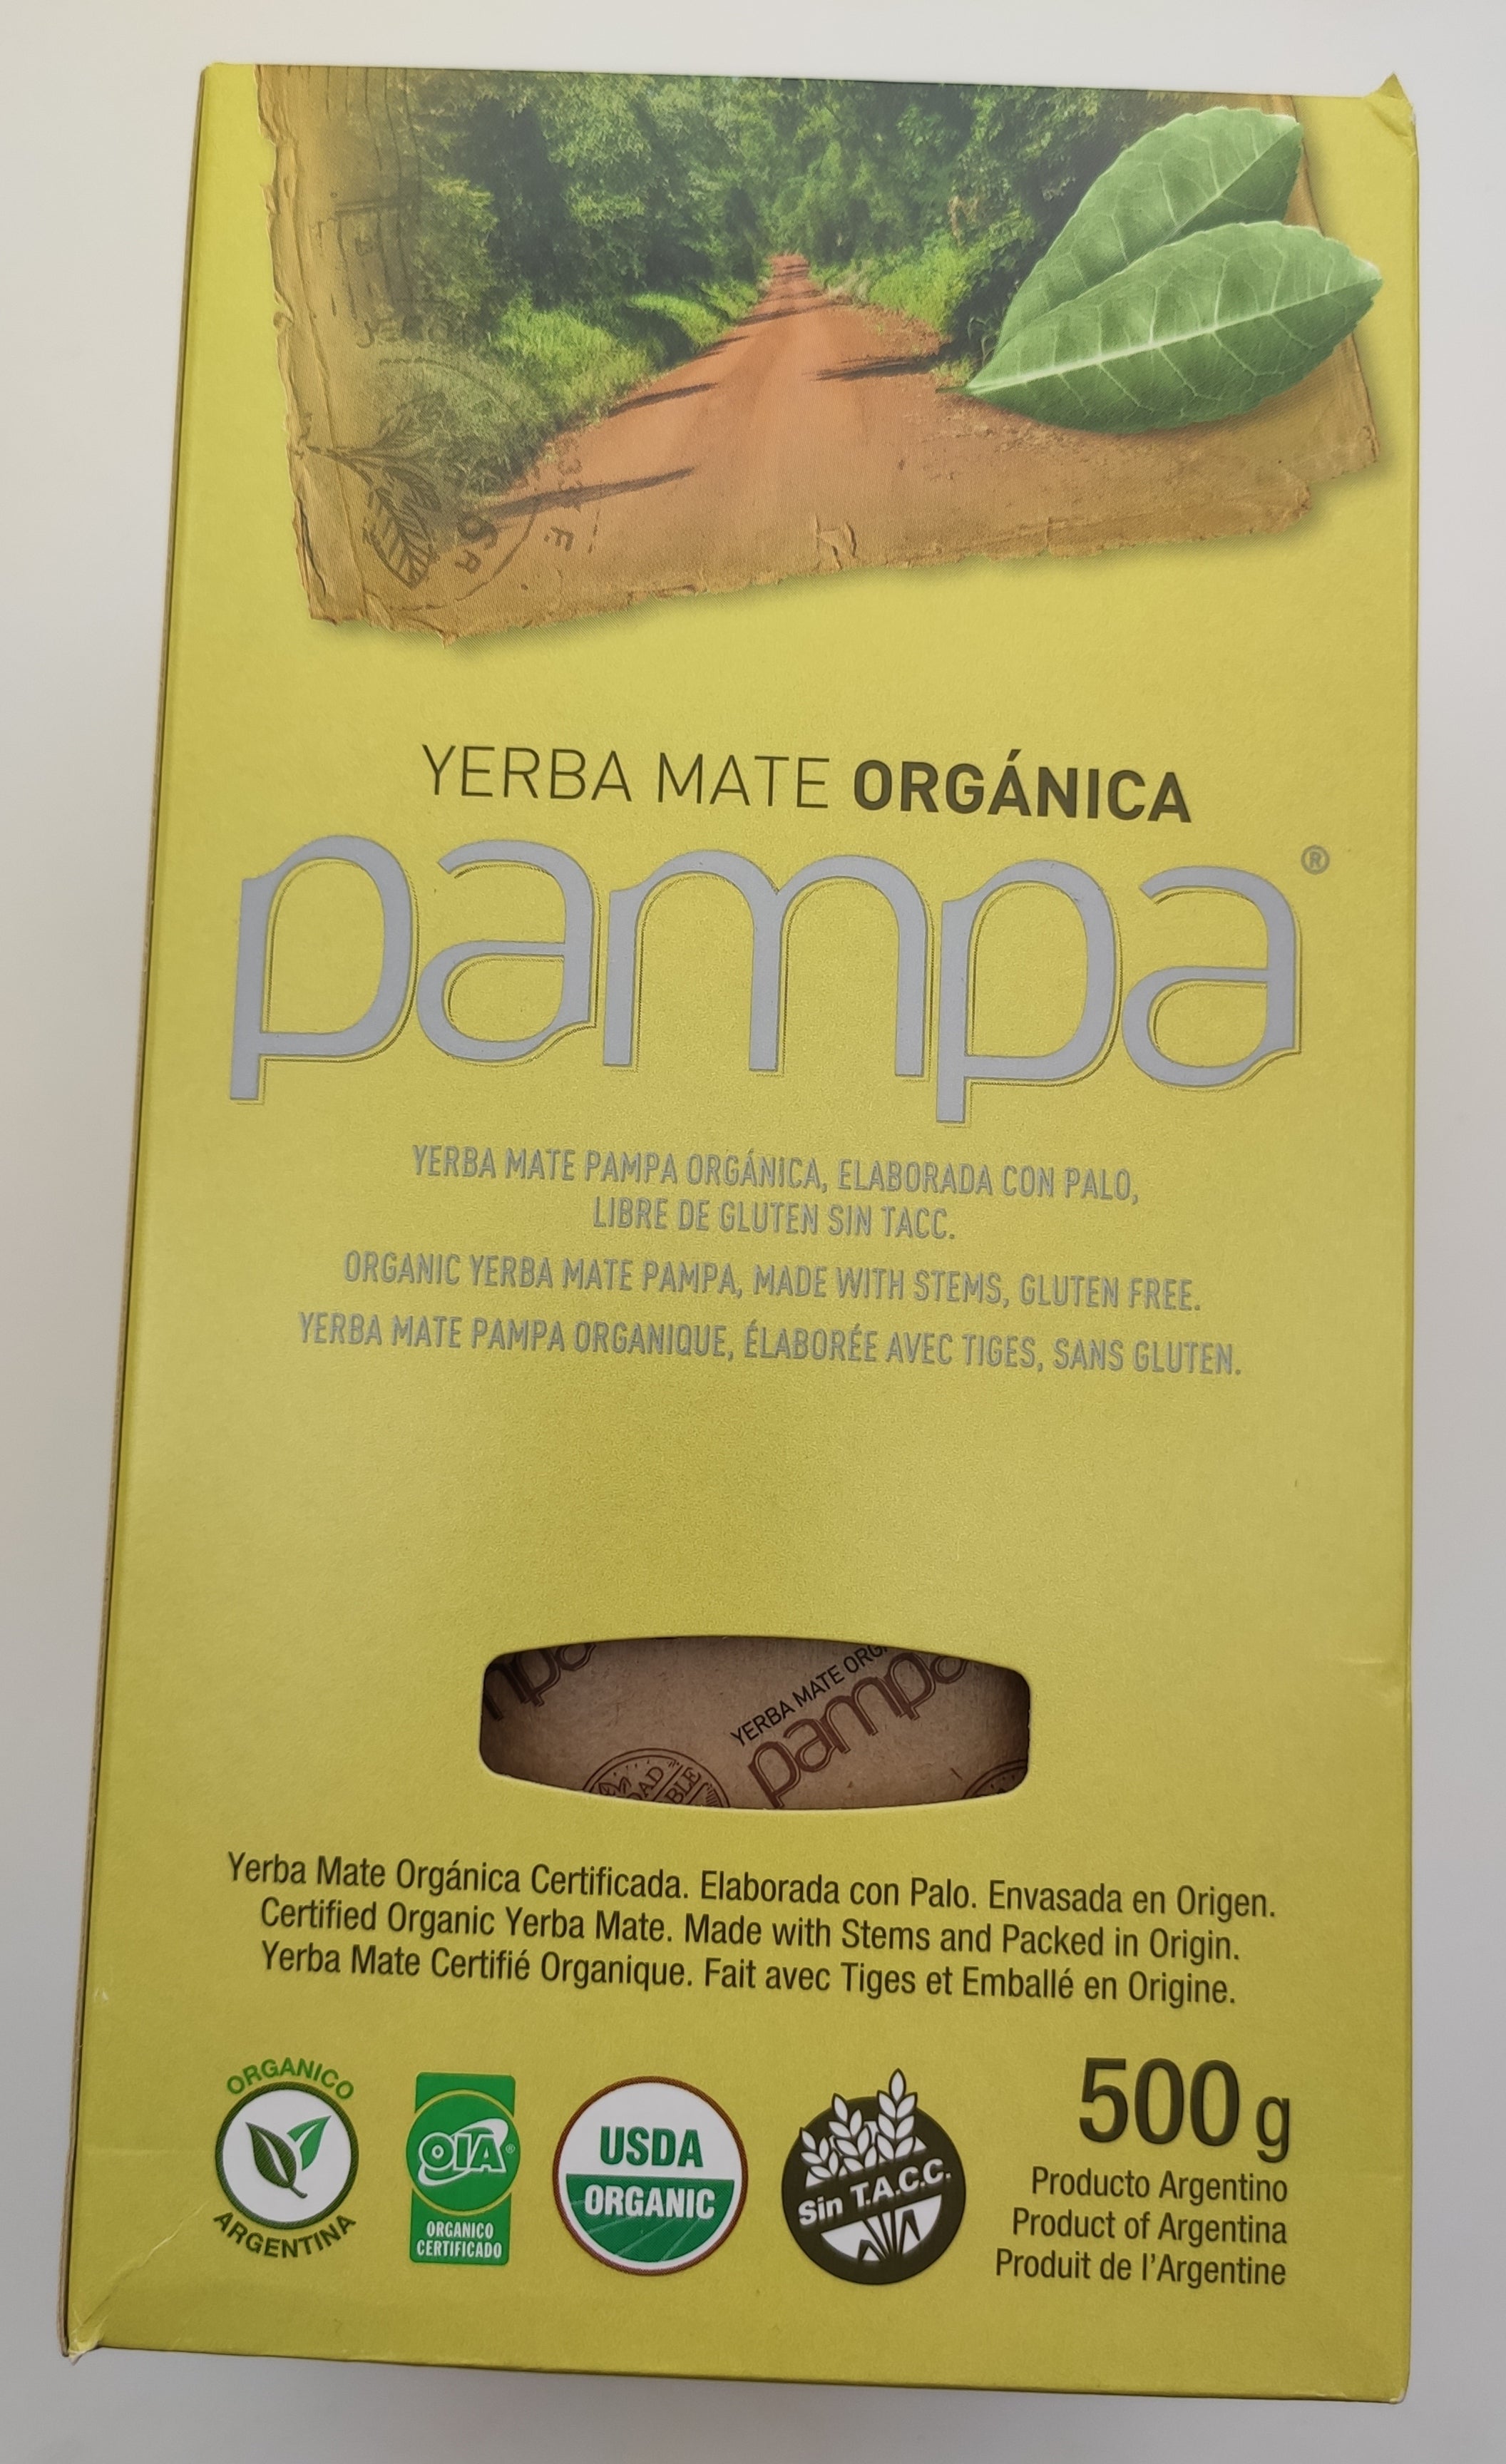 YERBA MATE ORGÁNICA
pampa®
YERBA MATE PAMPA ORGÁNICA, ELABORADA CON PALO,
LIBRE DE GLUTEN SIN TACC.
ORGANIC YERBA MATE PAMPA, MADE WITH STEMS, GLUTEN FREE.
YERBA MATE PAMPA ORGANIQUE, ÉLABORÉE AVEC TIGES, SANS GLUTEN.
YERBA MATE
pampa
Yerba Mate Orgánica Certificada. Elaborada con Palo. Envasada en Origen.
Certified Organic Yerba Mate. Made with Stems and Packed in Origin.
Yerba Mate Certifié Organique. Fait avec Tiges et Emballé en Origine.
ORGANICO
ARGENTINA
OIA®
ORGANICO
CERTIFICADO
USDA
ORGANIC
Sin T.A.C.C.
500 g
Producto Argentino
Product of Argentina
Produit de l'Argentine